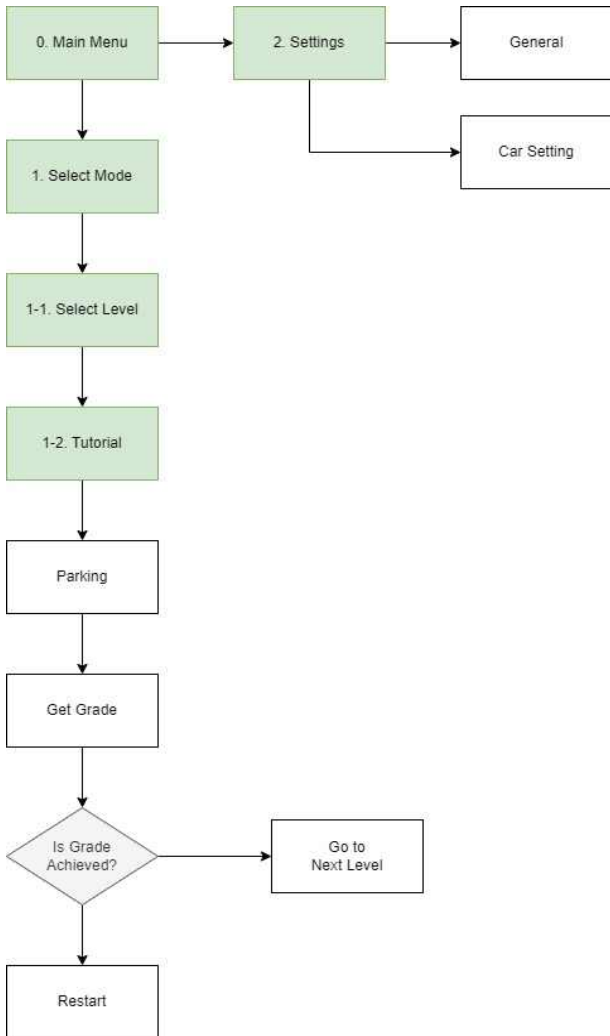 0. Main Menu
2. Settings
General
Car Setting
1. Select Mode
1-1. Select Level
1-2. Tutorial
Parking
Get Grade
Is Grade
Achieved?
Go to
Next Level
Restart